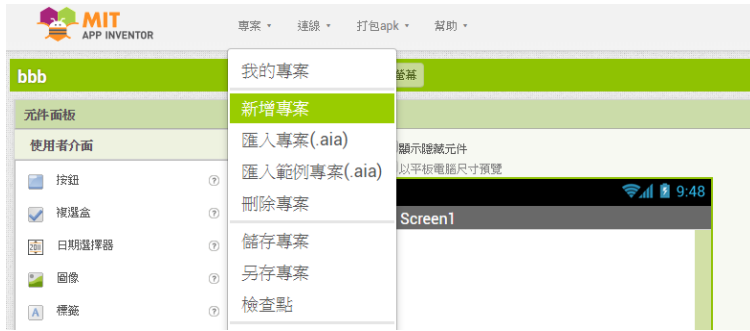 MIT
APP INVENTOR
專案 連線 打包apk 幫助
bbb
螢幕
我的專案
新增專案
匯入專案(.aia)
匯入範例專案(.aia)
刪除專案
儲存專案
另存專案
檢查點
元件面板
使用者介面
按鈕
複選盒
日期選擇器
圖像
標籤
顯示隱藏元件
以平板電腦尺寸預覽
9:48
Screen1